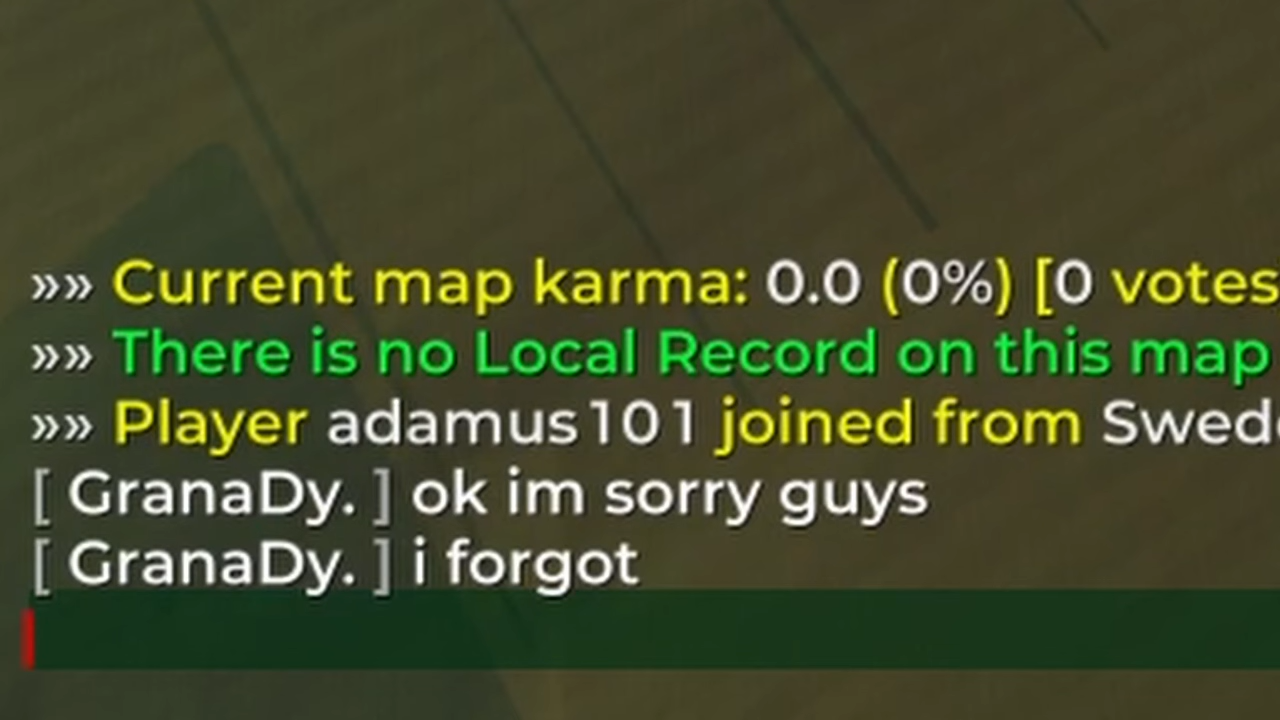 »» Current map karma: 0.0 (0%) [0 votes
»» There is no Local Record on this map
»» Player adamus101 joined from
[ GranaDy. ] ok im sorry guys
[ GranaDy. ] i forgot